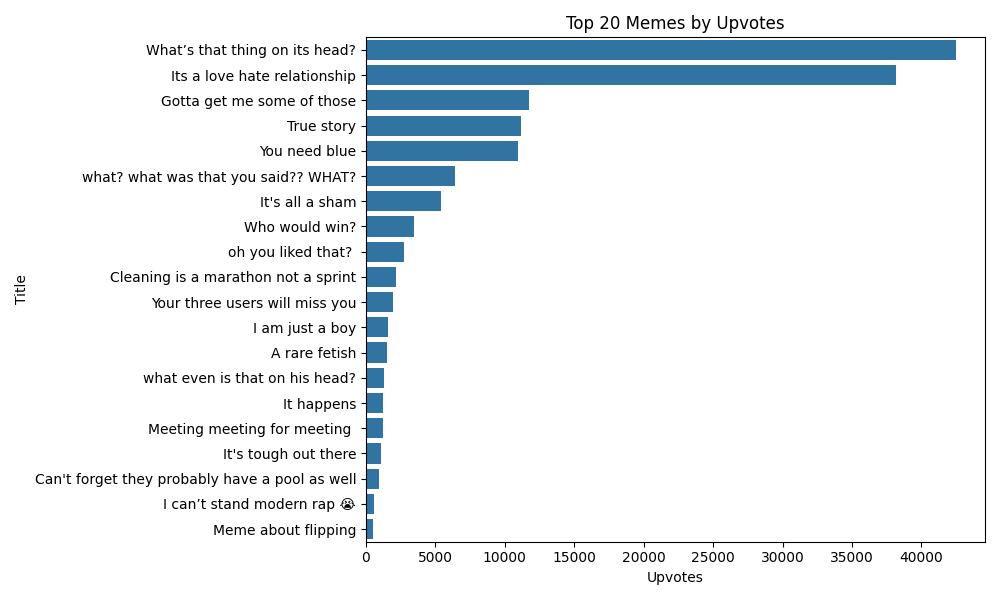 Top 20 Memes by Upvotes
What’s that thing on its head?
Its a love hate relationship
Gotta get me some of those
True story
You need blue
what? what was that you said?? WHAT?
It's all a sham
Who would win?
oh you liked that?
Cleaning is a marathon not a sprint
Your three users will miss you
I am just a boy
A rare fetish
what even is that on his head?
It happens
Meeting meeting for meeting
It's tough out there
Can't forget they probably have a pool as well
I can’t stand modern rap 😭
Meme about flipping
Title
0 5000 10000 15000 20000 25000 30000 35000 40000
Upvotes